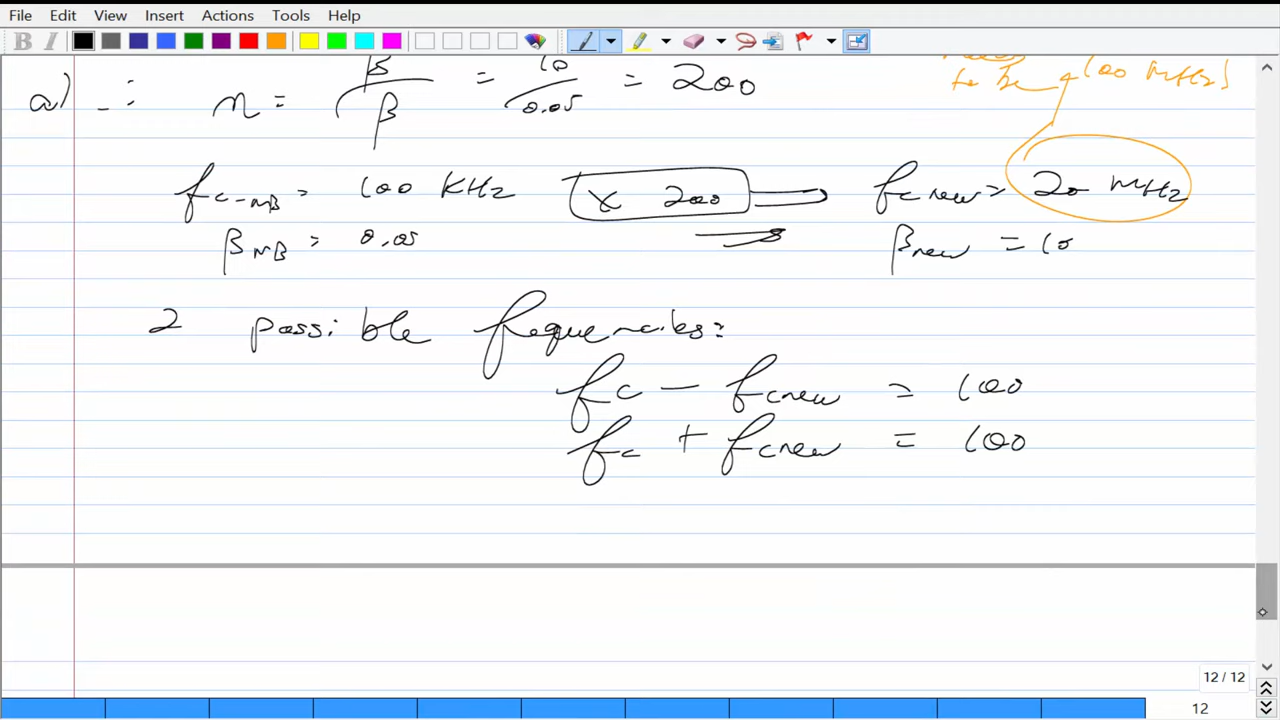 File Edit View Insert Actions Tools Help
B I
to be 100 MHz)
a) ∴ n = β / β = 10 / 0.05 = 200
fc-NB = 100 KHz × 200 fcnew = 20 MHz
βNB = 0.05 βnew = 10
2 possible frequencies:
fc - fcnew = 100
fc + fcnew = 100
12 / 12
12